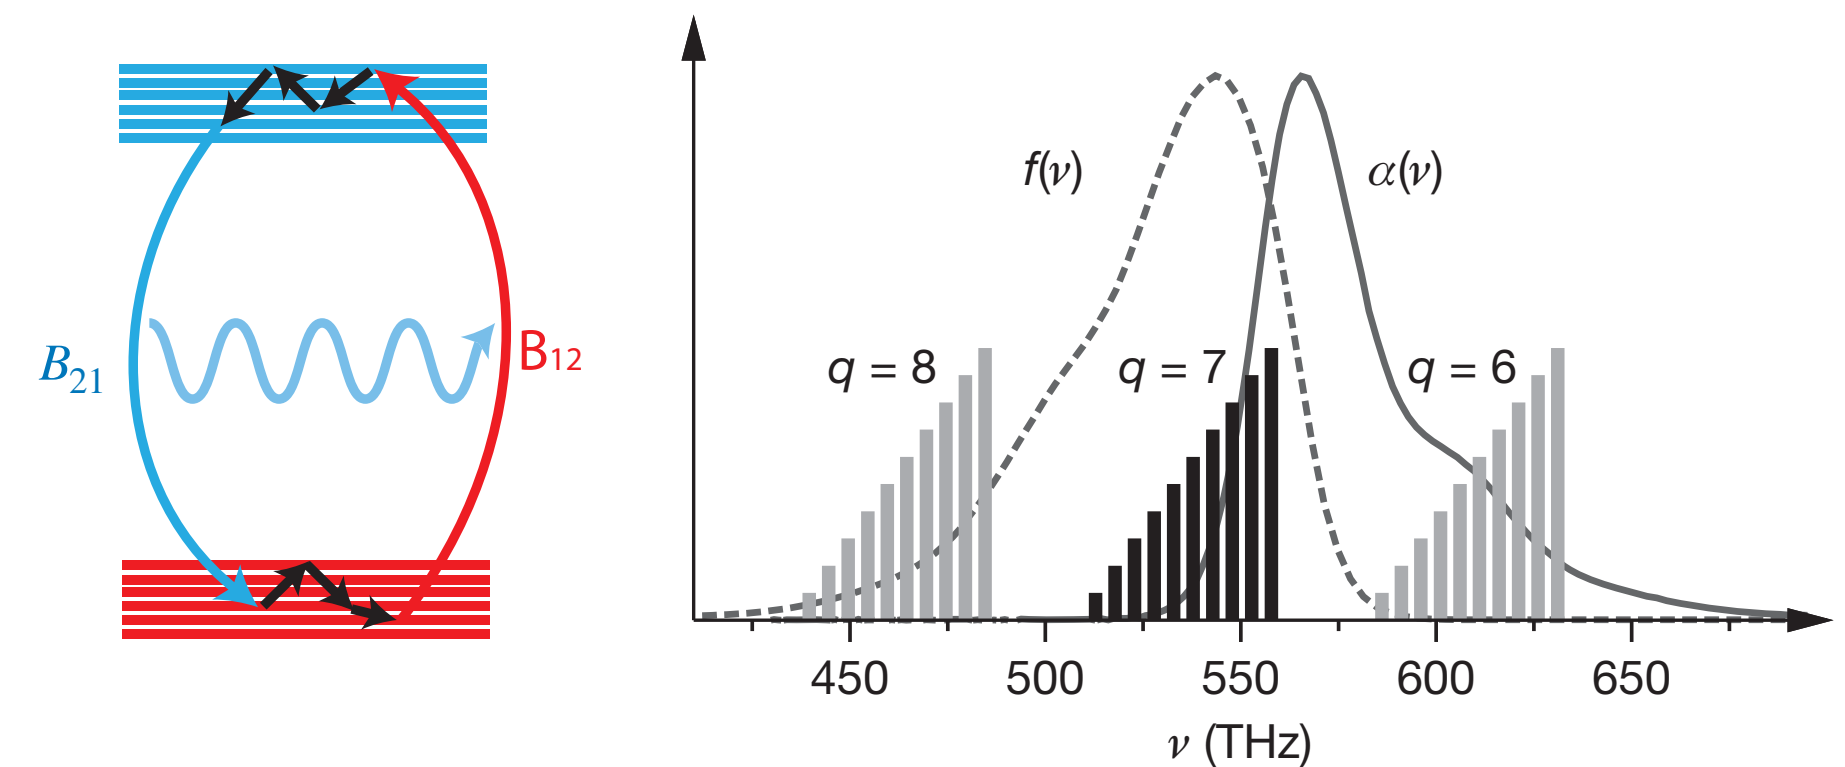 B₂₁
B₁₂
f(ν)
α(ν)
q = 8
q = 7
q = 6
450 500 550 600 650
ν (THz)